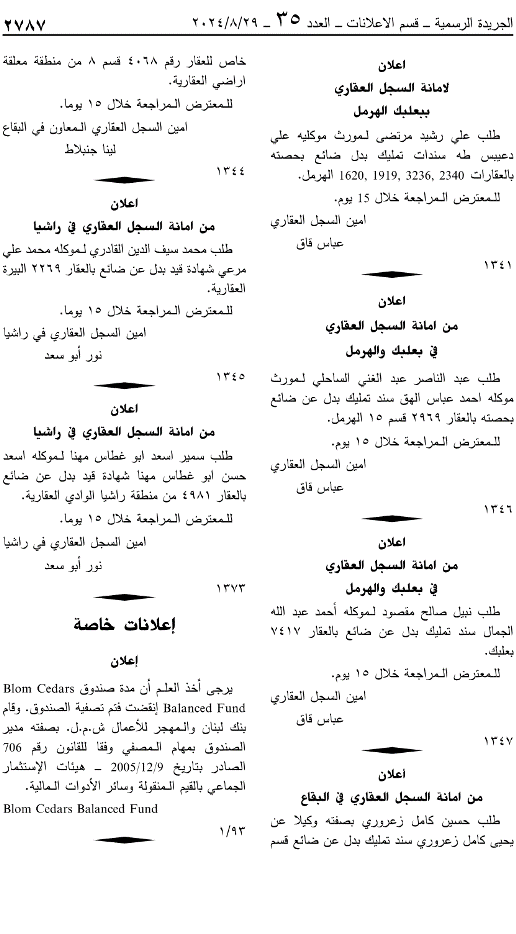 الجريدة الرسمية ــ قسم الاعلانات ــ العدد ٣٥ ــ ٢٠٢٤/٨/٢٩
٢٧٨٧
اعلان
لامانة السجل العقاري
ببعلبك الهرمل
طلب علي رشيد مرتضى لمورث موكليه علي
دعيبس طه سندات تمليك بدل ضائع بحصته
بالعقارات 2340 ,3236 ,1919 ,1620 الهرمل.
للمعترض المراجعة خلال 15 يوم.
امين السجل العقاري
عباس قاق
١٣٤١
اعلان
من امانة السجل العقاري
في بعلبك والهرمل
طلب عبد الناصر عبد الغني الساحلي لمورث
موكله احمد عباس الهق سند تمليك بدل عن ضائع
بحصته بالعقار ٢٩٦٩ قسم ١٥ الهرمل.
للمعترض المراجعة خلال ١٥ يوم.
امين السجل العقاري
عباس قاق
١٣٤٦
اعلان
من امانة السجل العقاري
في بعلبك والهرمل
طلب نبيل صالح مقصود لموكله أحمد عبد الله
الجمال سند تمليك بدل عن ضائع بالعقار ٧٤١٧
بعلبك.
للمعترض المراجعة خلال ١٥ يوم.
امين السجل العقاري
عباس قاق
١٣٤٧
أعلان
من امانة السجل العقاري في البقاع
طلب حسين كامل زعروري بصفته وكيلا عن
يحيى كامل زعروري سند تمليك بدل عن ضائع قسم
خاص للعقار رقم ٤٠٦٨ قسم ٨ من منطقة معلقة
اراضي العقارية.
للمعترض المراجعة خلال ١٥ يوما.
امين السجل العقاري المعاون في البقاع
لينا جنبلاط
١٣٤٤
اعلان
من امانة السجل العقاري في راشيا
طلب محمد سيف الدين القادري لموكله محمد علي
مرعي شهادة قيد بدل عن ضائع بالعقار ٢٢٦٩ البيرة
العقارية.
للمعترض المراجعة خلال ١٥ يوما.
امين السجل العقاري في راشيا
نور أبو سعد
١٣٤٥
اعلان
من امانة السجل العقاري في راشيا
طلب سمير اسعد ابو غطاس مهنا لموكله اسعد
حسن ابو غطاس مهنا شهادة قيد بدل عن ضائع
بالعقار ٤٩٨١ من منطقة راشيا الوادي العقارية.
للمعترض المراجعة خلال ١٥ يوما.
امين السجل العقاري في راشيا
نور أبو سعد
١٣٧٣
إعلانات خاصة
إعلان
يرجى أخذ العلم أن مدة صندوق Blom Cedars
Balanced Fund إنقضت فتم تصفية الصندوق. وقام
بنك لبنان والمهجر للأعمال ش.م.ل. بصفته مدير
الصندوق بمهام المصفي وفقا للقانون رقم 706
الصادر بتاريخ 2005/12/9 ــ هيئات الإستثمار
الجماعي بالقيم المنقولة وسائر الأدوات المالية.
Blom Cedars Balanced Fund
١/٩٣